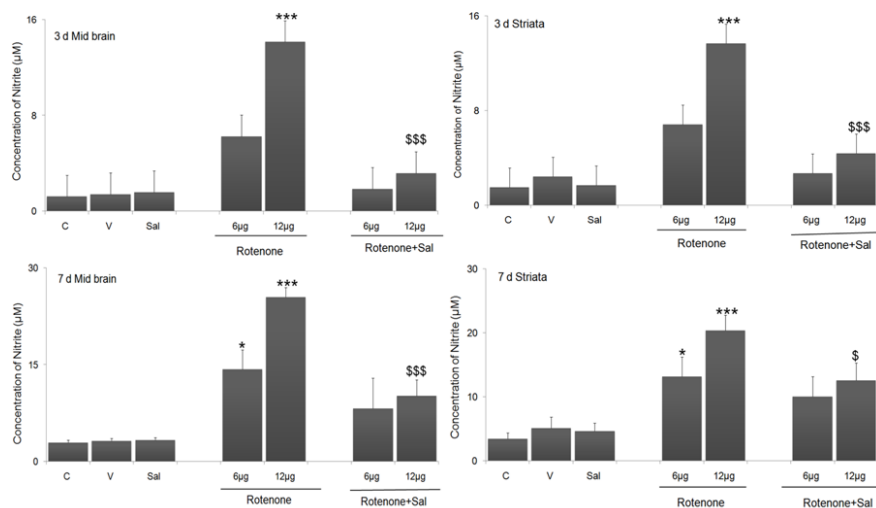 3 d Mid brain
Concentration of Nitrite (µM)
16
8
0
***
$$$
C V Sal 6µg 12µg 6µg 12µg
Rotenone Rotenone+Sal
3 d Striata
Concentration of Nitrite (µM)
16
8
0
***
$$$
C V Sal 6µg 12µg 6µg 12µg
Rotenone Rotenone+Sal
7 d Mid brain
Concentration of Nitrite (µM)
30
15
0
*
***
$$$
C V Sal 6µg 12µg 6µg 12µg
Rotenone Rotenone+Sal
7 d Striata
Concentration of Nitrite (µM)
30
20
10
0
*
***
$
C V Sal 6µg 12µg 6µg 12µg
Rotenone Rotenone+Sal